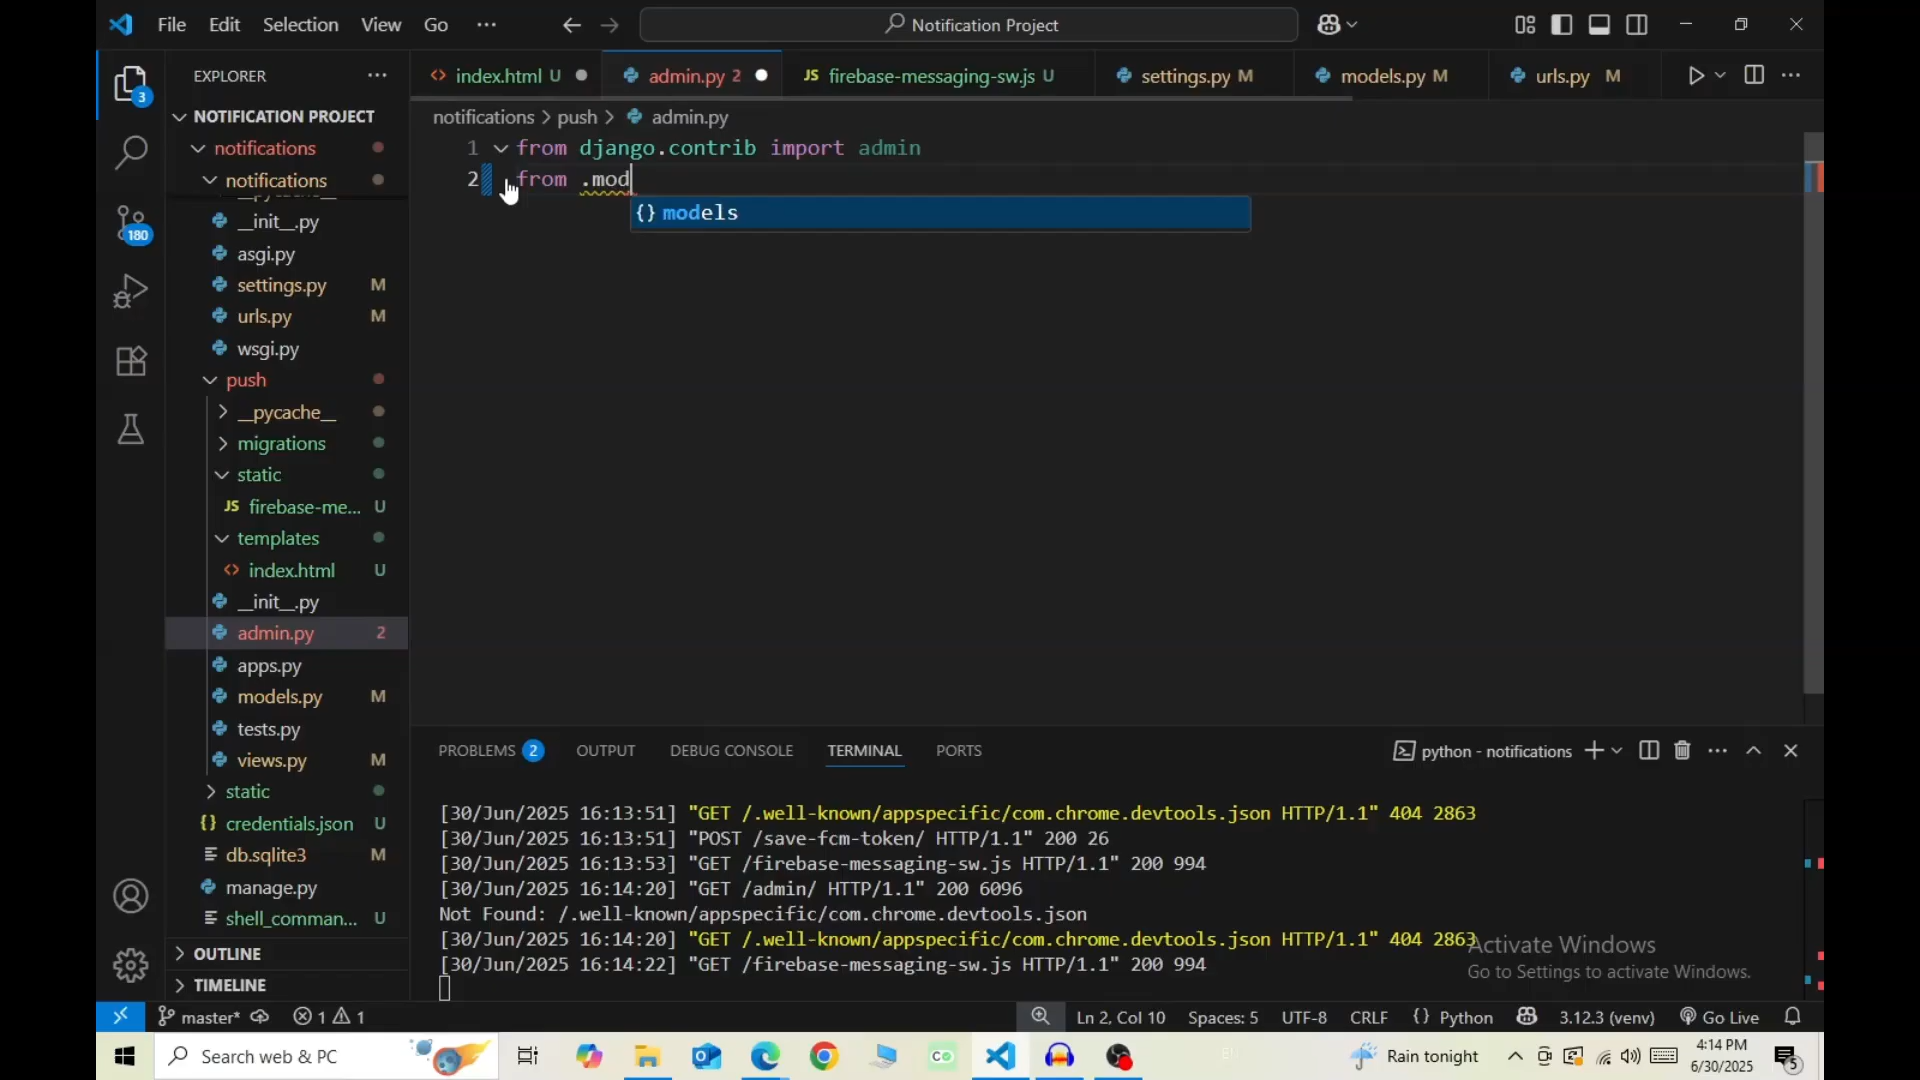 File Edit Selection View Go ··· Notification Project
EXPLORER ···
index.html U admin.py 2 JS firebase-messaging-sw.js U settings.py M models.py M urls.py M
NOTIFICATION PROJECT
notifications > push > admin.py
notifications
notifications
__init__.py
asgi.py
settings.py M
urls.py M
wsgi.py
push
__pycache__
migrations
static
JS firebase-me... U
templates
index.html U
__init__.py
admin.py 2
apps.py
models.py M
tests.py
views.py M
static
credentials.json U
db.sqlite3 M
manage.py
shell_comman... U
OUTLINE
TIMELINE
3
180
1 from django.contrib import admin
2 from .mod
{} models
PROBLEMS 2 OUTPUT DEBUG CONSOLE TERMINAL PORTS python - notifications
[30/Jun/2025 16:13:51] "GET /.well-known/appspecific/com.chrome.devtools.json HTTP/1.1" 404 2863
[30/Jun/2025 16:13:51] "POST /save-fcm-token/ HTTP/1.1" 200 26
[30/Jun/2025 16:13:53] "GET /firebase-messaging-sw.js HTTP/1.1" 200 994
[30/Jun/2025 16:14:20] "GET /admin/ HTTP/1.1" 200 6096
Not Found: /.well-known/appspecific/com.chrome.devtools.json
[30/Jun/2025 16:14:20] "GET /.well-known/appspecific/com.chrome.devtools.json HTTP/1.1" 404 2863
[30/Jun/2025 16:14:22] "GET /firebase-messaging-sw.js HTTP/1.1" 200 994
Activate Windows
Go to Settings to activate Windows.
master* 1 1 Ln 2, Col 10 Spaces: 5 UTF-8 CRLF {} Python 3.12.3 (venv) Go Live
Search web & PC Rain tonight 4:14 PM
6/30/2025 5